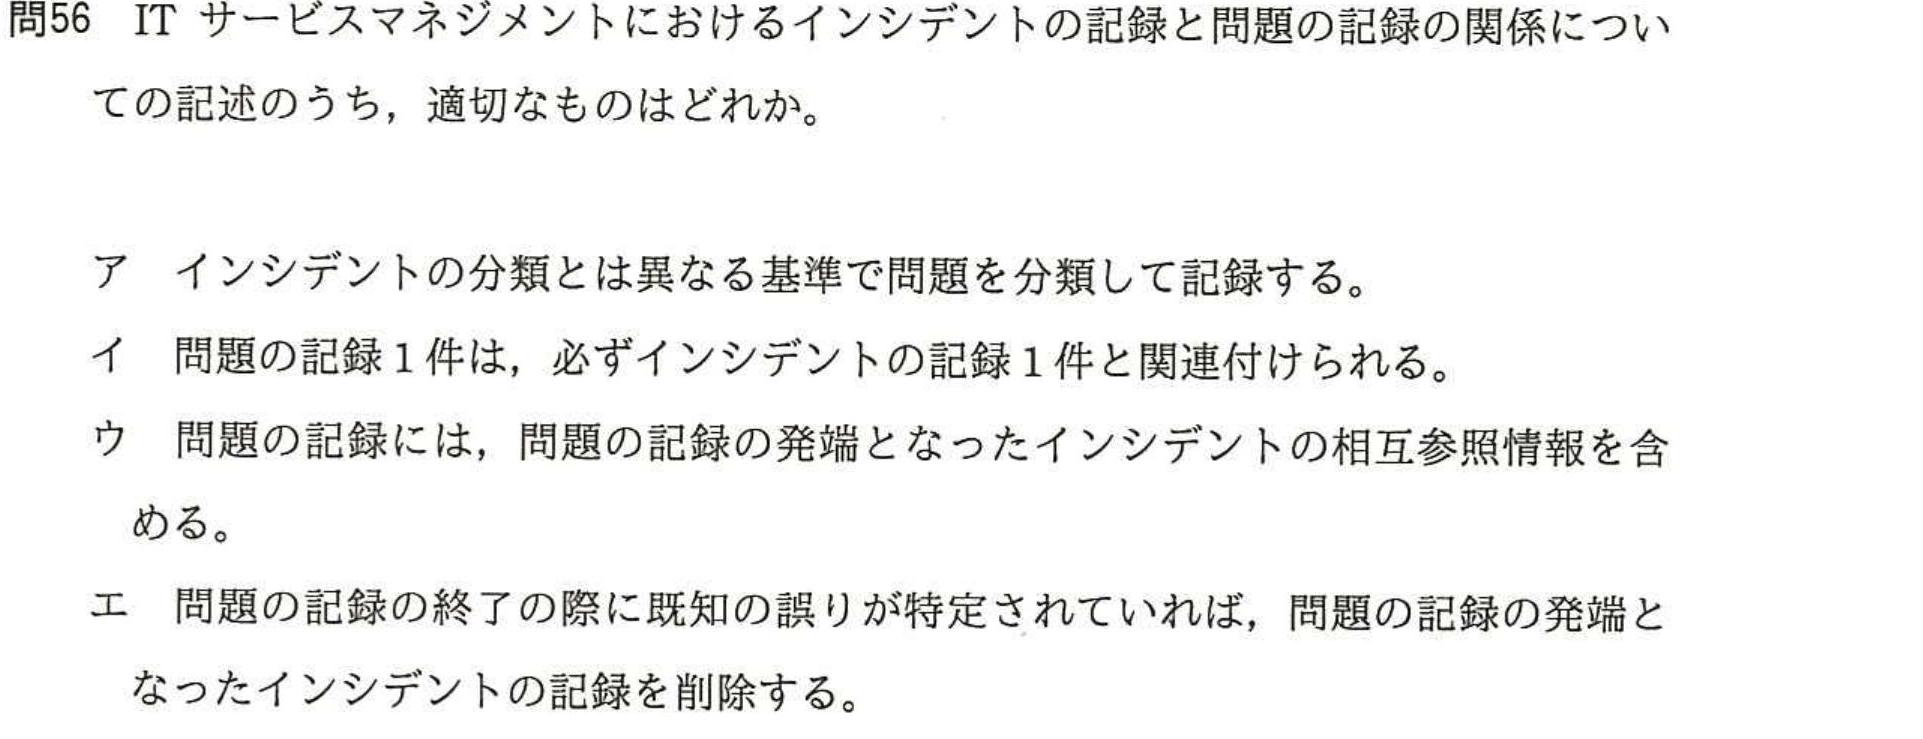 問56 IT サービスマネジメントにおけるインシデントの記録と問題の記録の関係につい
ての記述のうち，適切なものはどれか。
ア インシデントの分類とは異なる基準で問題を分類して記録する。
イ 問題の記録1件は，必ずインシデントの記録1件と関連付けられる。
ウ 問題の記録には，問題の記録の発端となったインシデントの相互参照情報を含
める。
エ 問題の記録の終了の際に既知の誤りが特定されていれば，問題の記録の発端と
なったインシデントの記録を削除する。